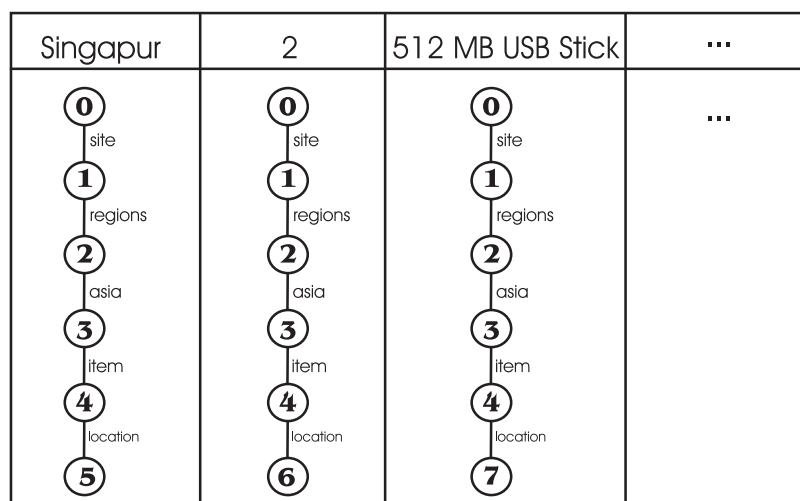 Singapur 2 512 MB USB Stick ...
0 0 0 ...
site site site
1 1 1
regions regions regions
2 2 2
asia asia asia
3 3 3
item item item
4 4 4
location location location
5 6 7